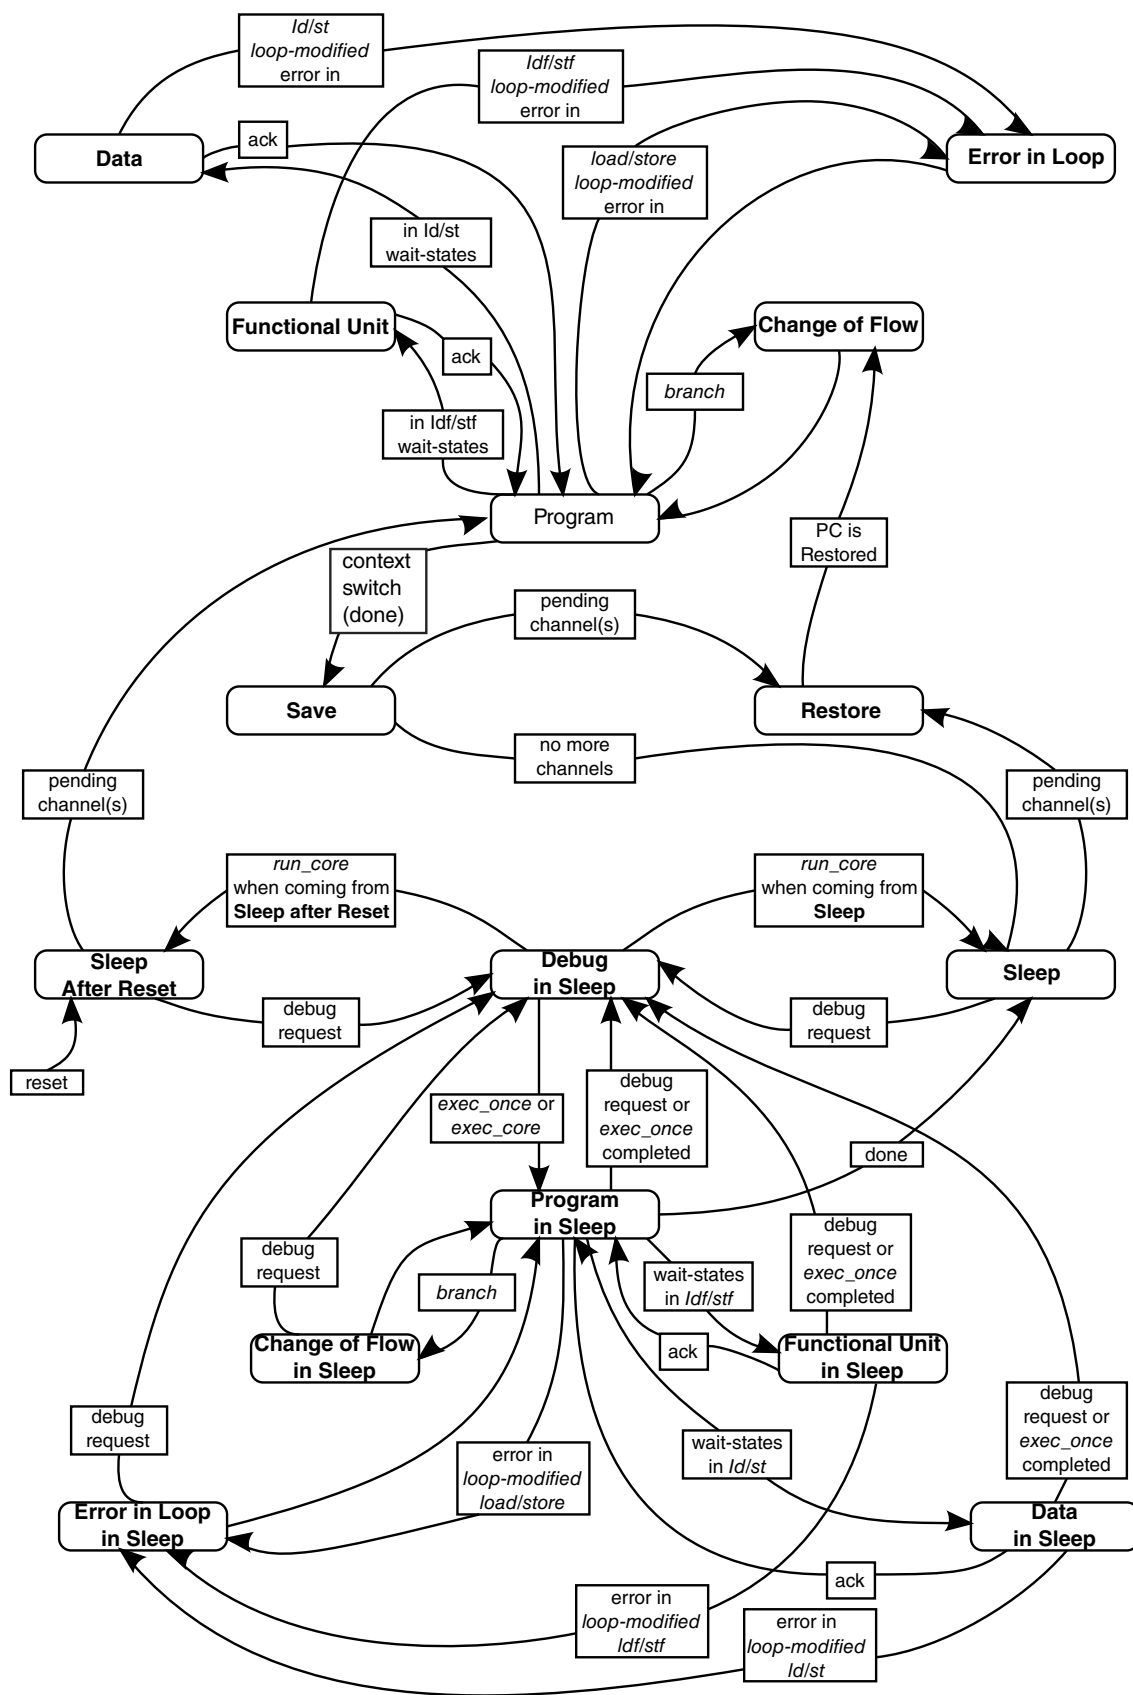 ld/st
loop-modified
error in
ldf/stf
loop-modified
error in
ack
Data
load/store
loop-modified
error in
Error in Loop
in ld/st
wait-states
Functional Unit
Change of Flow
ack
branch
in ldf/stf
wait-states
Program
PC is
Restored
context
switch
(done)
pending
channel(s)
Save
Restore
no more
channels
pending
channel(s)
pending
channel(s)
run_core
when coming from
Sleep after Reset
run_core
when coming from
Sleep
Sleep
After Reset
Debug
in Sleep
Sleep
debug
request
debug
request
reset
exec_once or
exec_core
debug
request or
exec_once
completed
done
Program
in Sleep
debug
request
branch
wait-states
in ldf/stf
debug
request or
exec_once
completed
Change of Flow
in Sleep
ack
Functional Unit
in Sleep
debug
request
error in
loop-modified
load/store
wait-states
in ld/st
debug
request or
exec_once
completed
Error in Loop
in Sleep
Data
in Sleep
ack
error in
loop-modified
ldf/stf
error in
loop-modified
ld/st